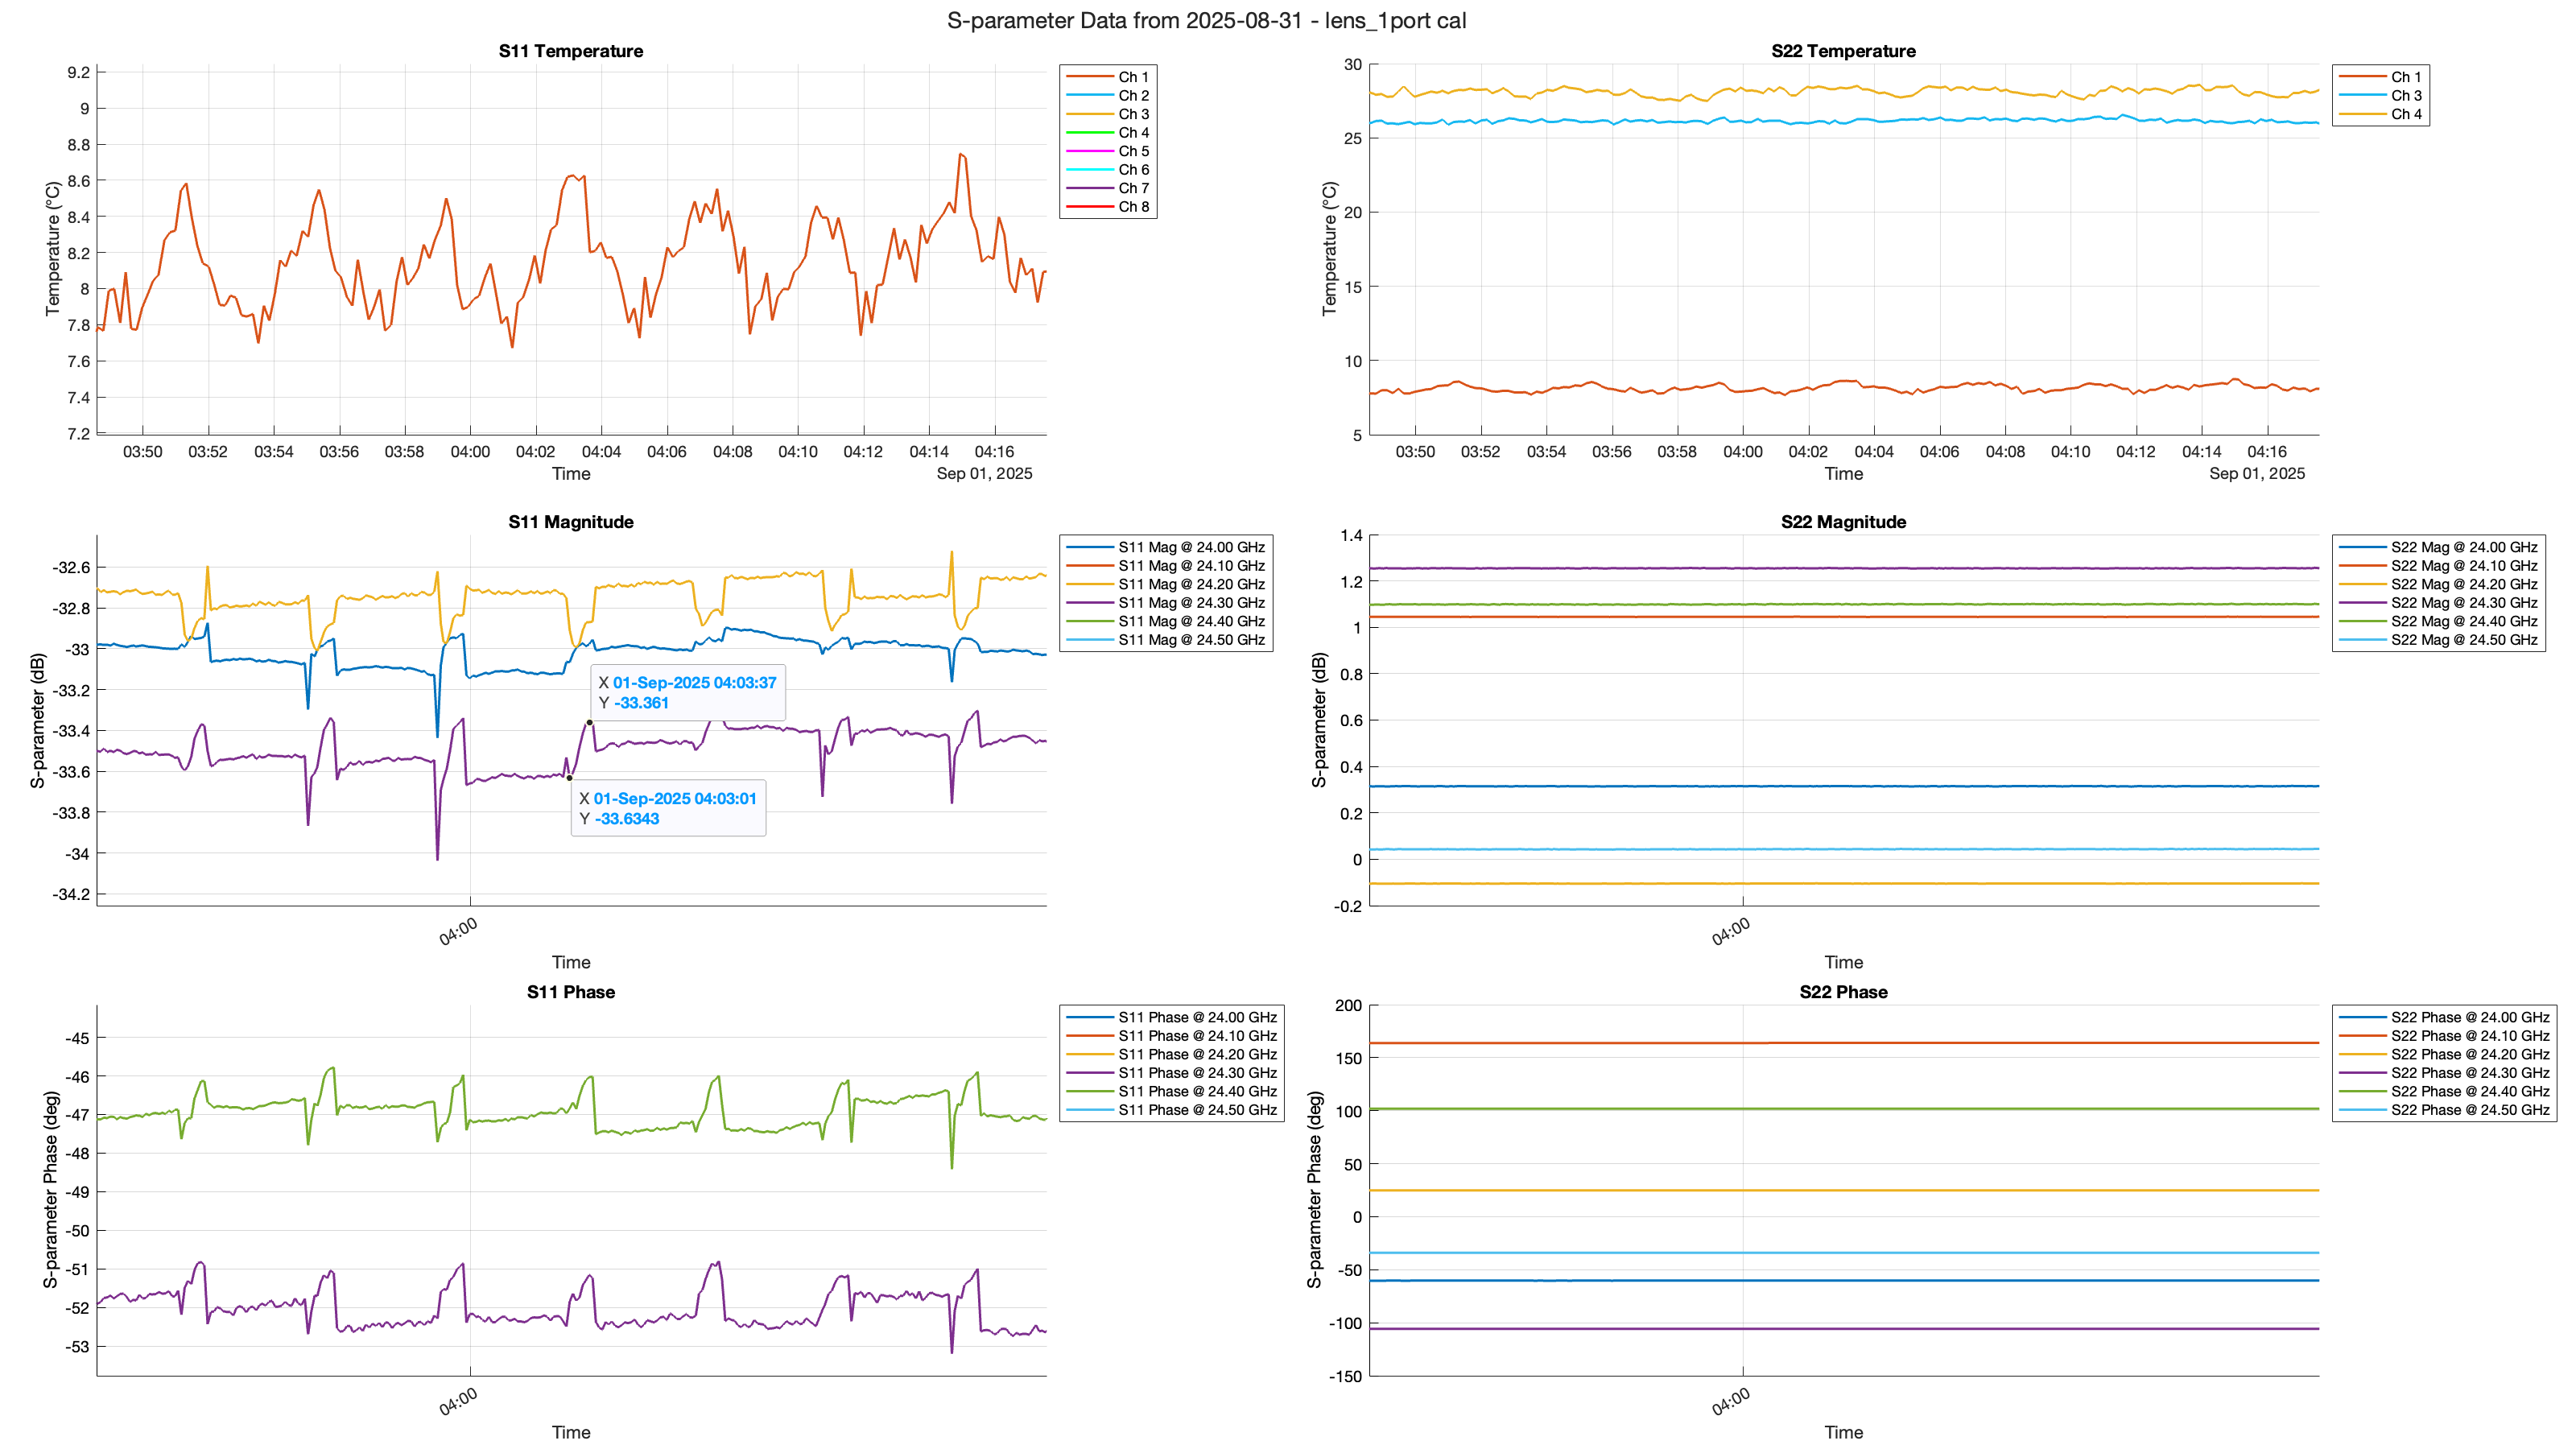 S-parameter Data from 2025-08-31 - lens_1port cal
S11 Temperature
9.2
9
8.8
8.6
8.4
8.2
8
7.8
7.6
7.4
7.2
Temperature (°C)
03:50 03:52 03:54 03:56 03:58 04:00 04:02 04:04 04:06 04:08 04:10 04:12 04:14 04:16
Time
Sep 01, 2025
Ch 1
Ch 2
Ch 3
Ch 4
Ch 5
Ch 6
Ch 7
Ch 8
S22 Temperature
30
25
20
15
10
5
Temperature (°C)
03:50 03:52 03:54 03:56 03:58 04:00 04:02 04:04 04:06 04:08 04:10 04:12 04:14 04:16
Time
Sep 01, 2025
Ch 1
Ch 3
Ch 4
S11 Magnitude
-32.6
-32.8
-33
-33.2
-33.4
-33.6
-33.8
-34
-34.2
S-parameter (dB)
X 01-Sep-2025 04:03:37
Y -33.361
X 01-Sep-2025 04:03:01
Y -33.6343
04:00
Time
S11 Mag @ 24.00 GHz
S11 Mag @ 24.10 GHz
S11 Mag @ 24.20 GHz
S11 Mag @ 24.30 GHz
S11 Mag @ 24.40 GHz
S11 Mag @ 24.50 GHz
S22 Magnitude
1.4
1.2
1
0.8
0.6
0.4
0.2
0
-0.2
S-parameter (dB)
04:00
Time
S22 Mag @ 24.00 GHz
S22 Mag @ 24.10 GHz
S22 Mag @ 24.20 GHz
S22 Mag @ 24.30 GHz
S22 Mag @ 24.40 GHz
S22 Mag @ 24.50 GHz
S11 Phase
-45
-46
-47
-48
-49
-50
-51
-52
-53
S-parameter Phase (deg)
04:00
Time
S11 Phase @ 24.00 GHz
S11 Phase @ 24.10 GHz
S11 Phase @ 24.20 GHz
S11 Phase @ 24.30 GHz
S11 Phase @ 24.40 GHz
S11 Phase @ 24.50 GHz
S22 Phase
200
150
100
50
0
-50
-100
-150
S-parameter Phase (deg)
04:00
Time
S22 Phase @ 24.00 GHz
S22 Phase @ 24.10 GHz
S22 Phase @ 24.20 GHz
S22 Phase @ 24.30 GHz
S22 Phase @ 24.40 GHz
S22 Phase @ 24.50 GHz